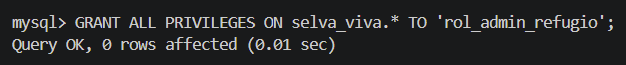 mysql> GRANT ALL PRIVILEGES ON selva_viva.* TO 'rol_admin_refugio';
Query OK, 0 rows affected (0.01 sec)